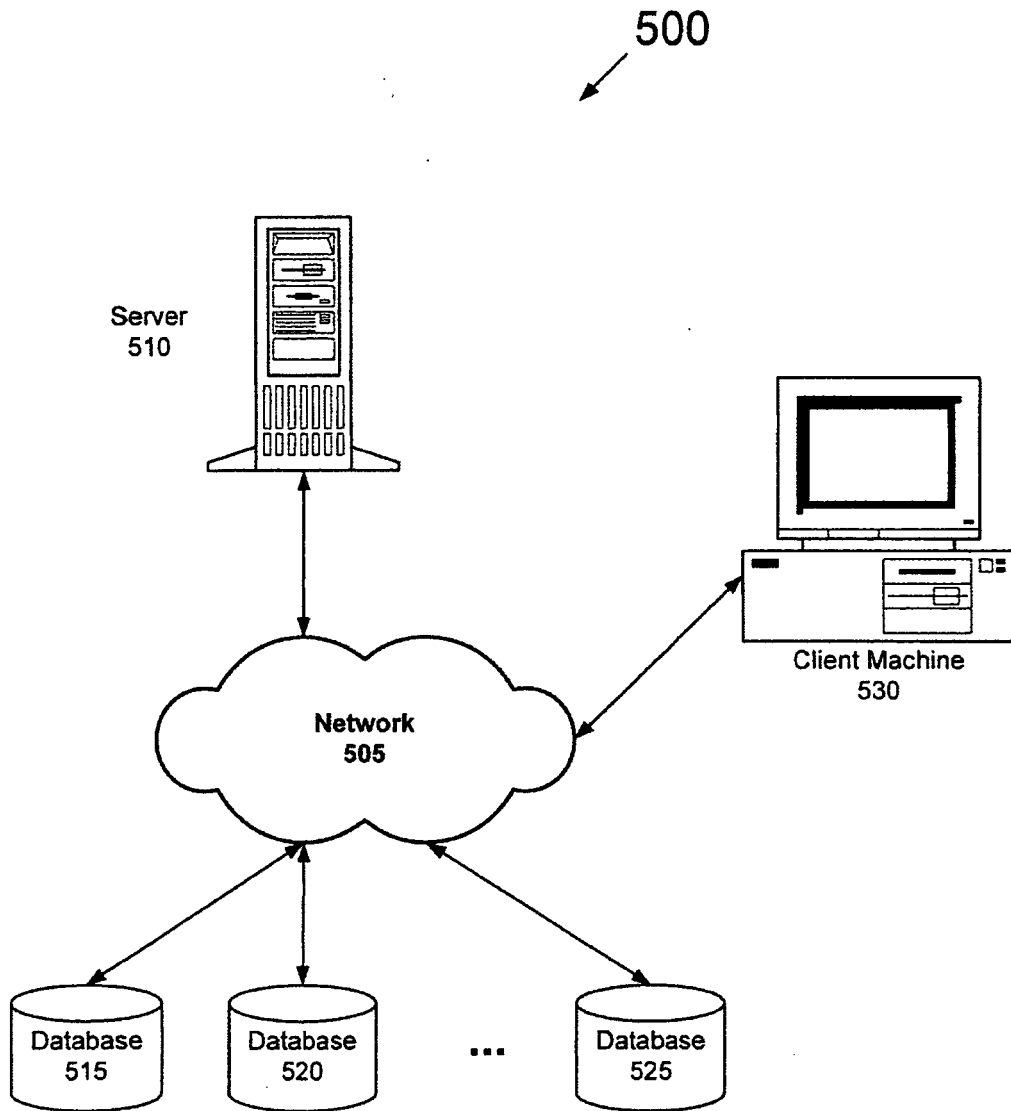 500
Server
510
Client Machine
530
Network
505
Database
515
Database
520
...
Database
525